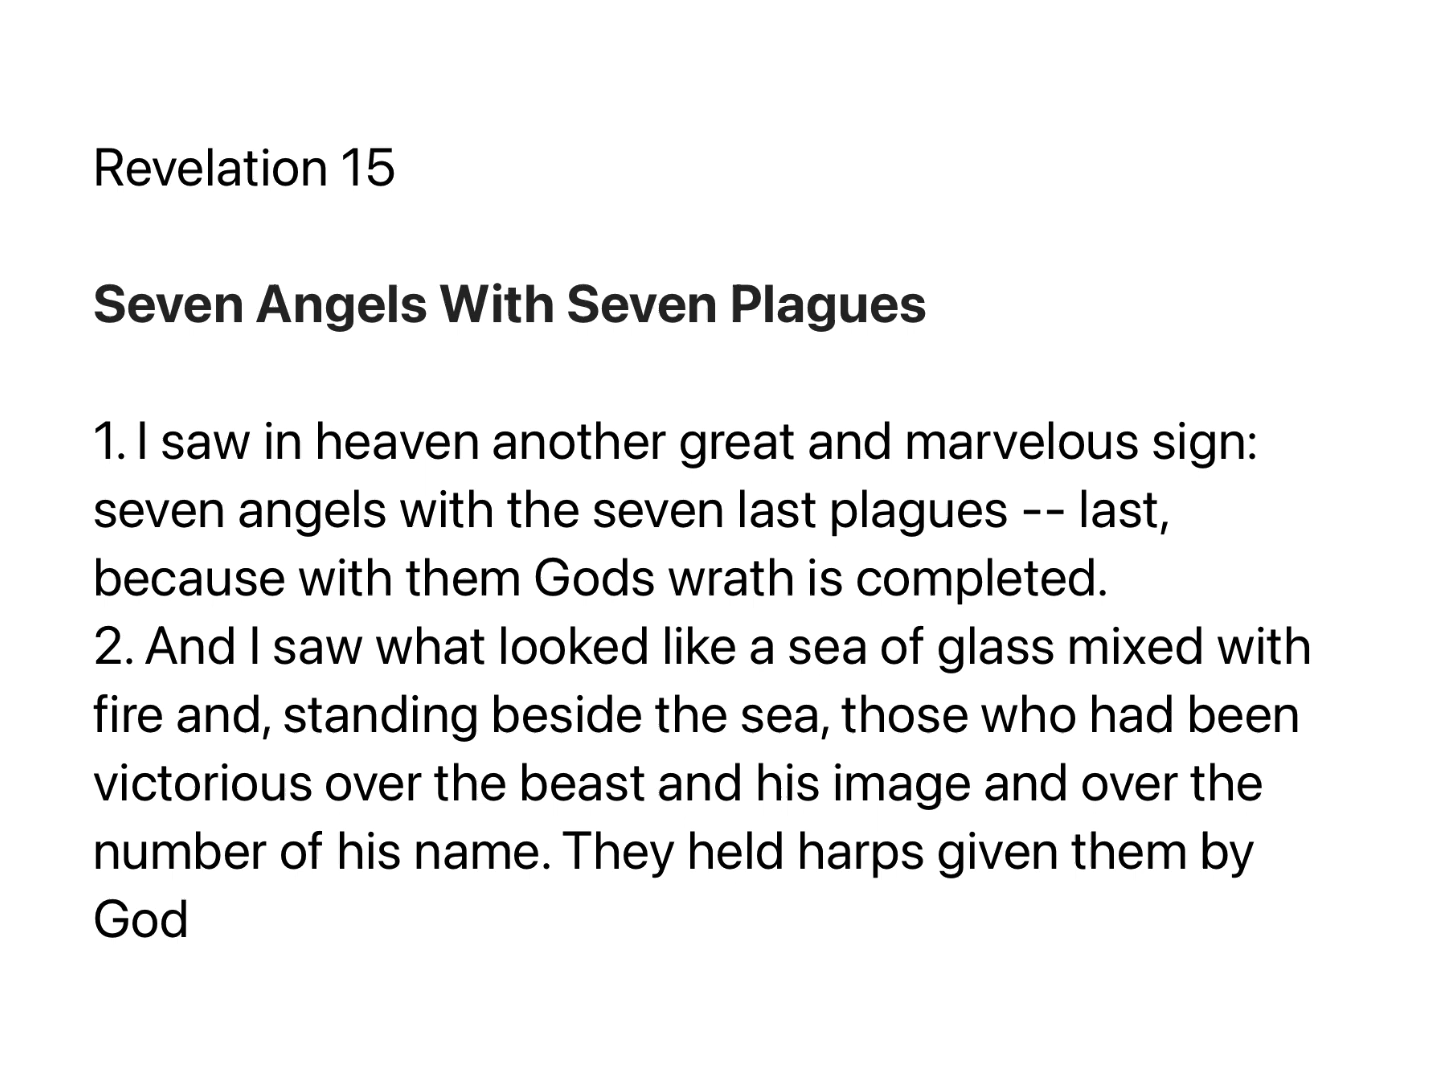 Revelation 15
Seven Angels With Seven Plagues
1. I saw in heaven another great and marvelous sign:
seven angels with the seven last plagues -- last,
because with them Gods wrath is completed.
2. And I saw what looked like a sea of glass mixed with
fire and, standing beside the sea, those who had been
victorious over the beast and his image and over the
number of his name. They held harps given them by
God